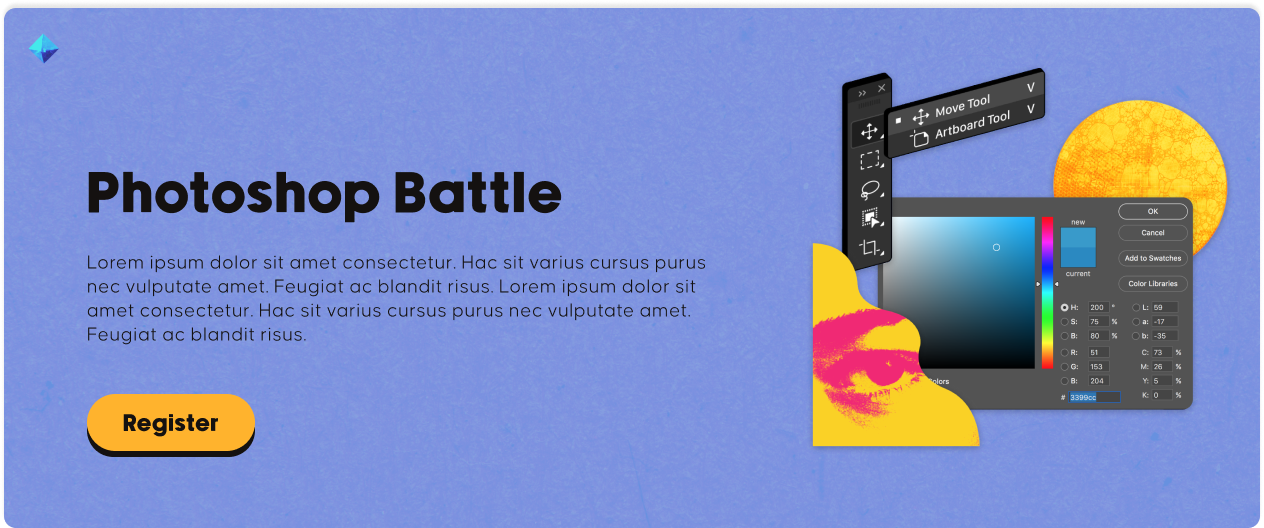 Photoshop Battle
Lorem ipsum dolor sit amet consectetur. Hac sit varius cursus purus
nec vulputate amet. Feugiat ac blandit risus. Lorem ipsum dolor sit
amet consectetur. Hac sit varius cursus purus nec vulputate amet.
Feugiat ac blandit risus.
Register
Move Tool V
Artboard Tool V
OK
new
Cancel
Add to Swatches
current
Color Libraries
H: 200 ° L: 59
S: 75 % a: -17
B: 80 % b: -35
R: 51 C: 73 %
G: 153 M: 26 %
B: 204 Y: 5 %
# 3399cc K: 0 %